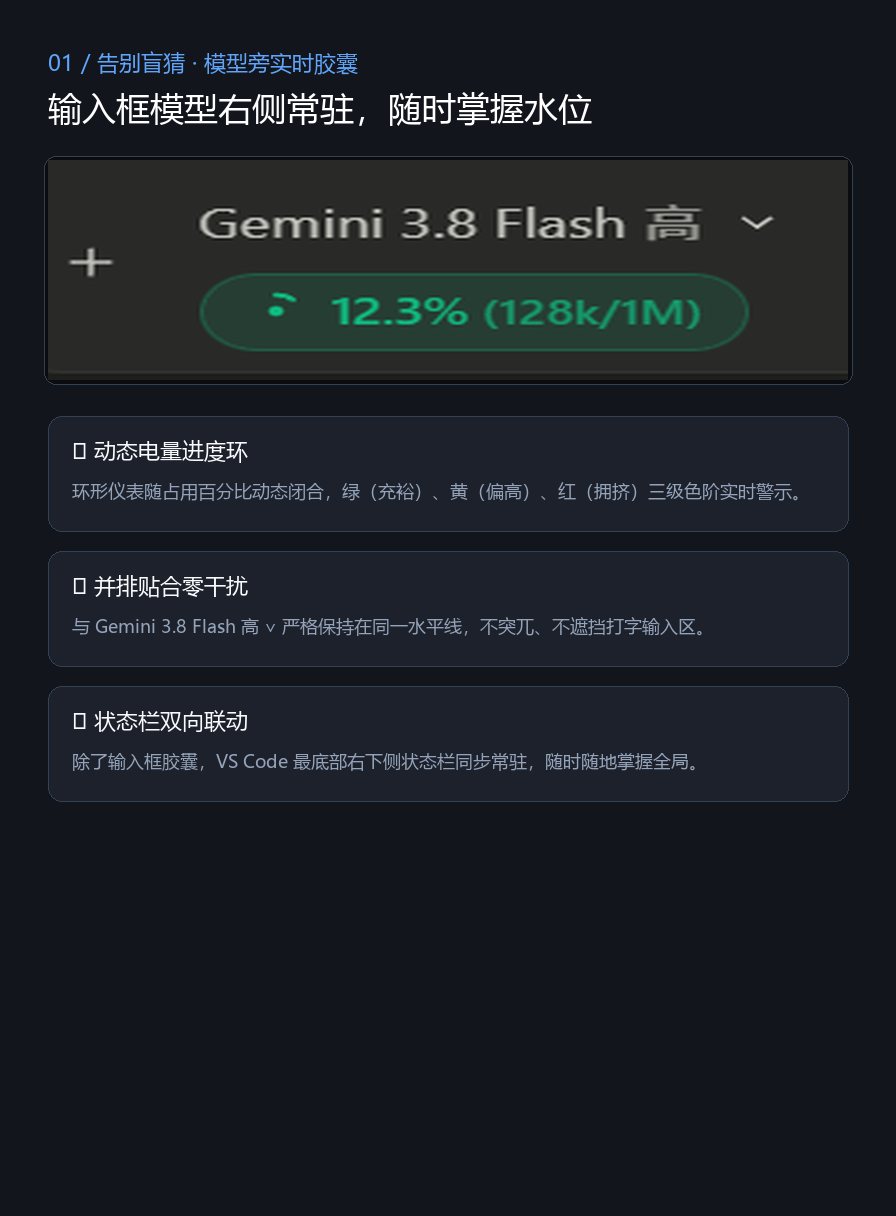 01 / 告别盲猜 · 模型旁实时胶囊
输入框模型右侧常驻，随时掌握水位
Gemini 3.8 Flash 高
12.3% (128k/1M)
动态电量进度环
环形仪表随占用百分比动态闭合，绿（充裕）、黄（偏高）、红（拥挤）三级色阶实时警示。
并排贴合零干扰
与 Gemini 3.8 Flash 高 ∨ 严格保持在同一水平线，不突兀、不遮挡打字输入区。
状态栏双向联动
除了输入框胶囊，VS Code 最底部右下侧状态栏同步常驻，随时随地掌握全局。